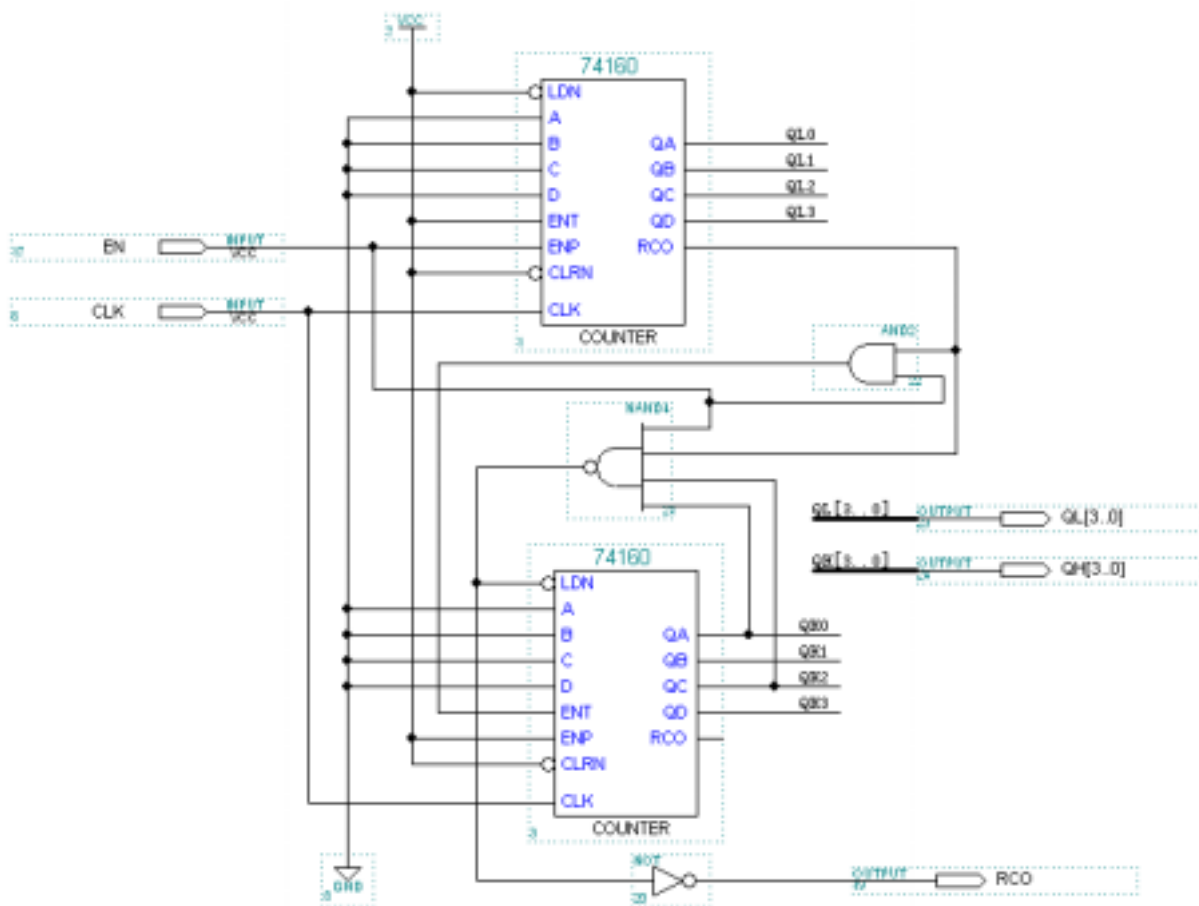 VCC
74160
LDN
A
B
C
D
ENT
ENP
CLRN
CLK
QA
QB
QC
QD
RCO
COUNTER
QL0
QL1
QL2
QL3
EN
INPUT
VCC
CLK
INPUT
VCC
AND2
NAND4
QL[3..0]
OUTPUT
QL[3..0]
QH[3..0]
OUTPUT
QH[3..0]
74160
LDN
A
B
C
D
ENT
ENP
CLRN
CLK
QA
QB
QC
QD
RCO
COUNTER
QH0
QH1
QH2
QH3
GND
NOT
OUTPUT
RCO